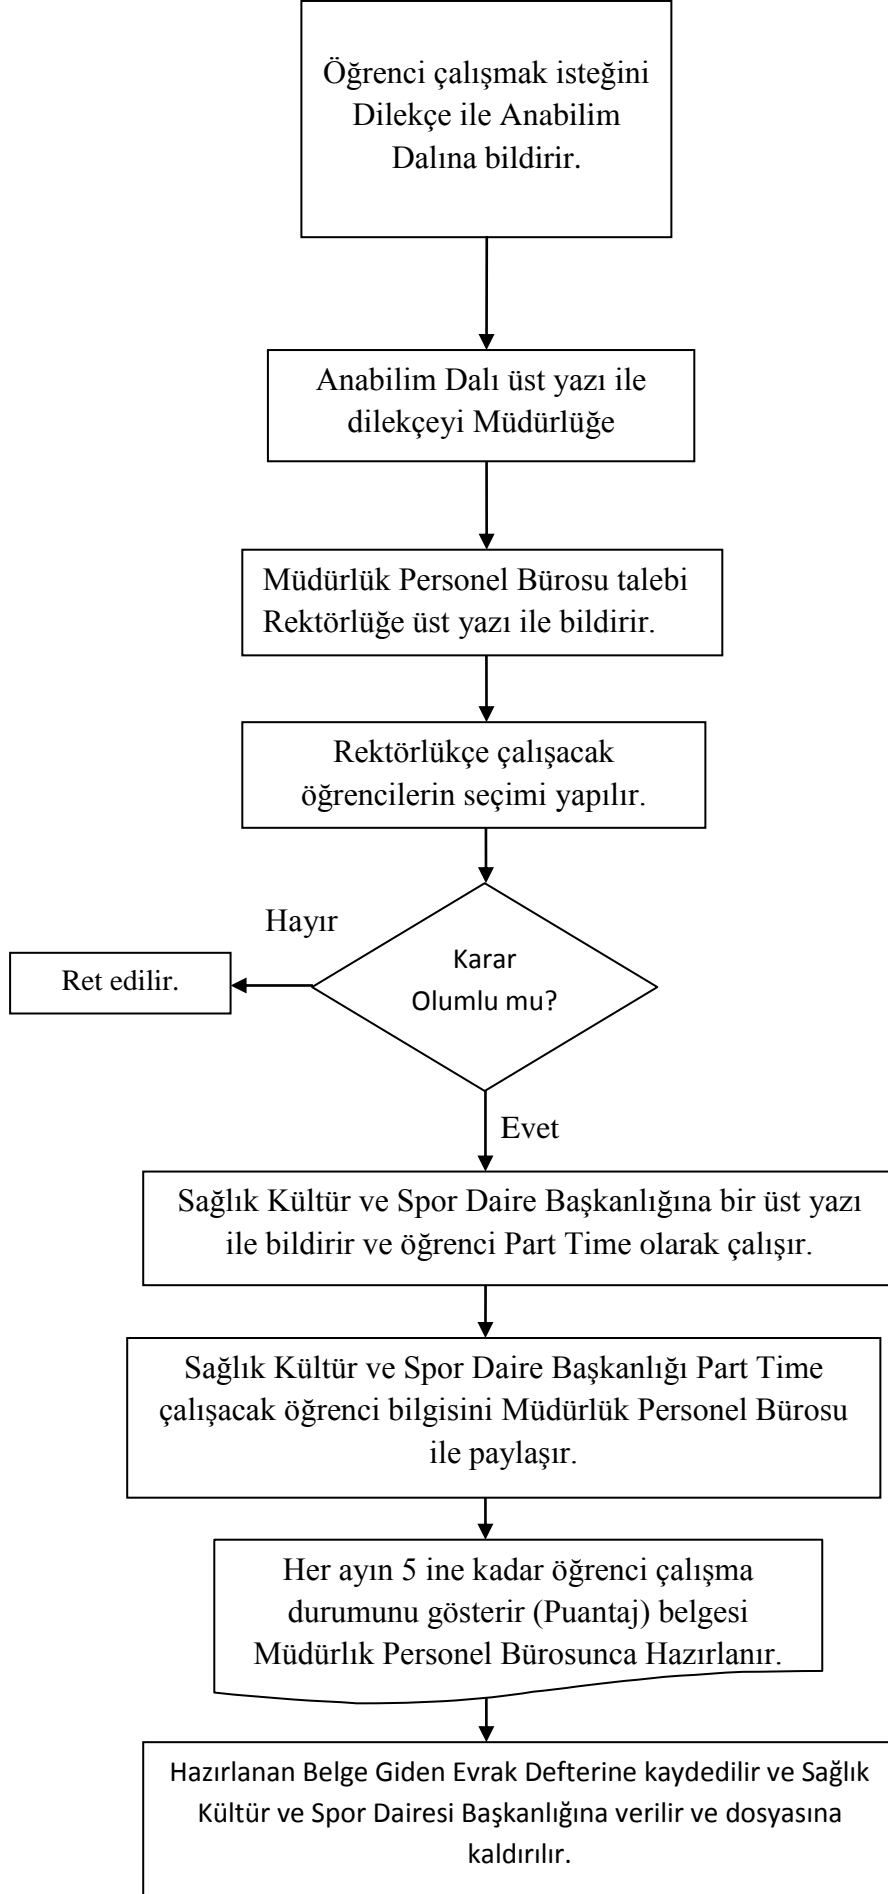 Öğrenci çalışmak isteğini
Dilekçe ile Anabilim
Dalına bildirir.
Anabilim Dalı üst yazı ile
dilekçeyi Müdürlüğe
Müdürlük Personel Bürosu talebi
Rektörlüğe üst yazı ile bildirir.
Rektörlükçe çalışacak
öğrencilerin seçimi yapılır.
Hayır
Karar
Olumlu mu?
Ret edilir.
Evet
Sağlık Kültür ve Spor Daire Başkanlığına bir üst yazı
ile bildirir ve öğrenci Part Time olarak çalışır.
Sağlık Kültür ve Spor Daire Başkanlığı Part Time
çalışacak öğrenci bilgisini Müdürlük Personel Bürosu
ile paylaşır.
Her ayın 5 ine kadar öğrenci çalışma
durumunu gösterir (Puantaj) belgesi
Müdürlık Personel Bürosunca Hazırlanır.
Hazırlanan Belge Giden Evrak Defterine kaydedilir ve Sağlık
Kültür ve Spor Dairesi Başkanlığına verilir ve dosyasına
kaldırılır.